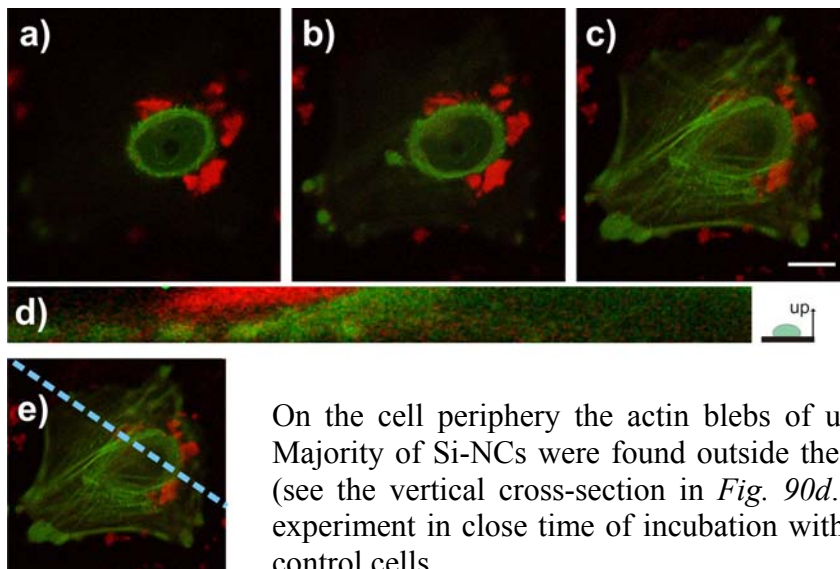 a)
b)
c)
d)
up
e)
On the cell periphery the actin blebs of u
Majority of Si-NCs were found outside the
(see the vertical cross-section in Fig. 90d.
experiment in close time of incubation with
control cells